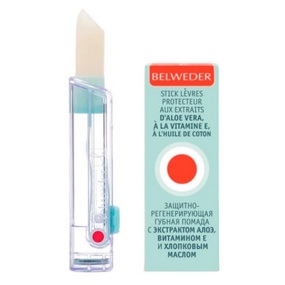 BELWEDER
STICK LÈVRES
PROTECTEUR
AUX EXTRAITS
D'ALOE VERA,
À LA VITAMINE E,
À L'HUILE DE COTON
ЗАЩИТНО-
РЕГЕНЕРИРУЮЩАЯ
ГУБНАЯ ПОМАДА
С ЭКСТРАКТОМ АЛОЭ,
ВИТАМИНОМ Е
И ХЛОПКОВЫМ
МАСЛОМ